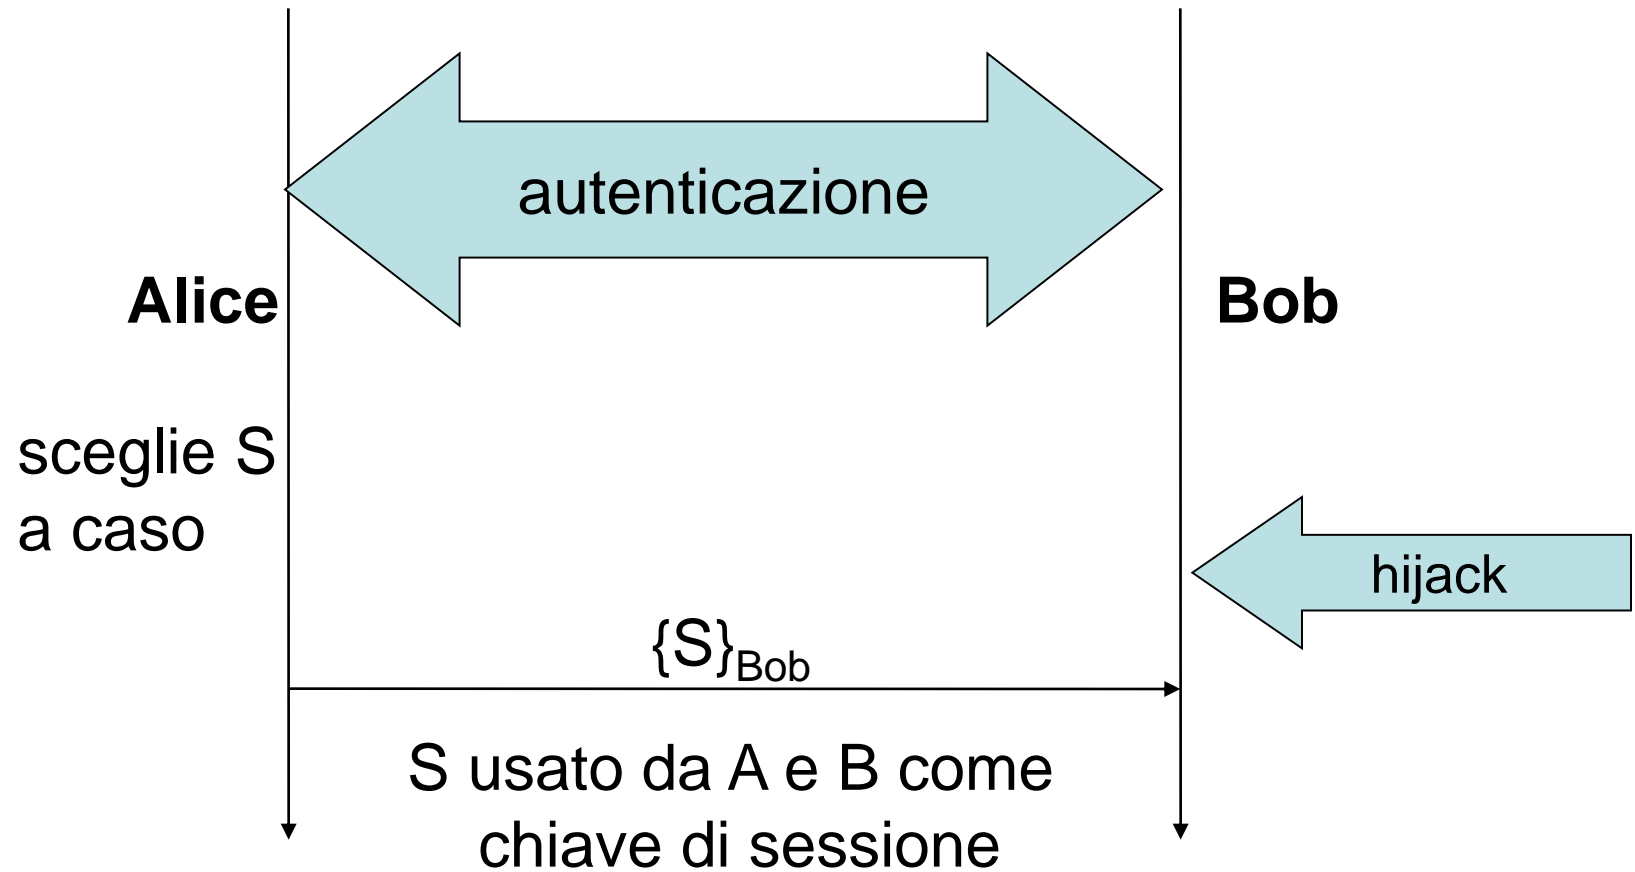 autenticazione
Alice
Bob
sceglie S
a caso
hijack
{S}Bob
S usato da A e B come
chiave di sessione